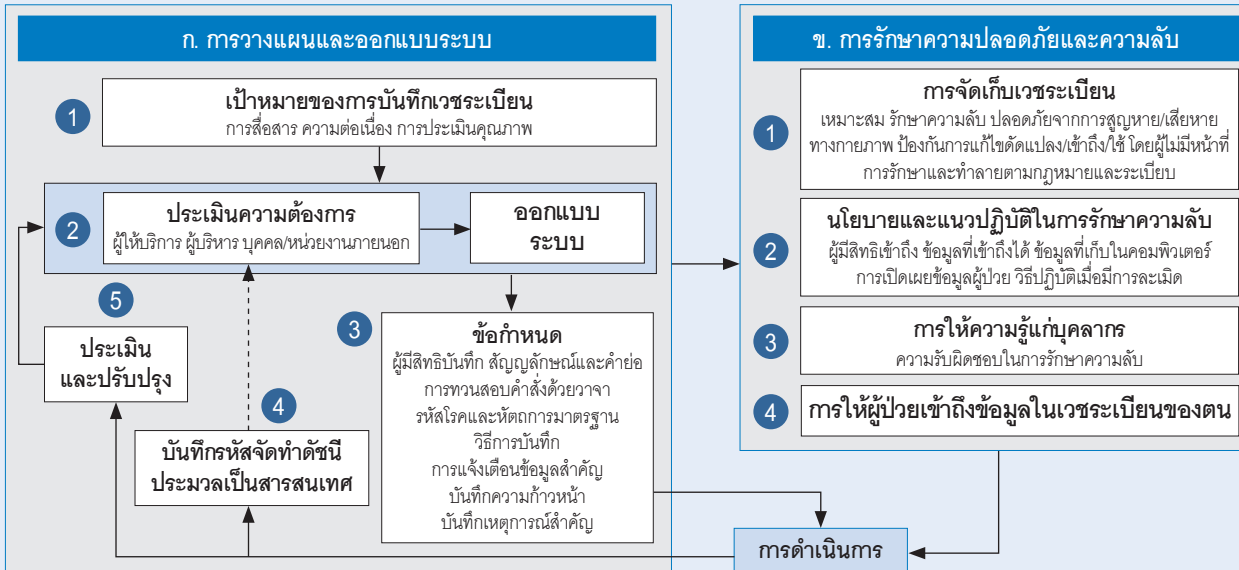 ก. การวางแผนและออกแบบระบบ
1
เป้าหมายของการบันทึกเวชระเบียน
การสื่อสาร ความต่อเนื่อง การประเมินคุณภาพ
2
ประเมินความต้องการ
ผู้ให้บริการ ผู้บริหาร บุคคล/หน่วยงานภายนอก
ออกแบบ
ระบบ
3
ข้อกำหนด
ผู้มีสิทธิบันทึก สัญญลักษณ์และคำย่อ
การทวนสอบคำสั่งด้วยวาจา
รหัสโรคและหัตถการมาตรฐาน
วิธีการบันทึก
การแจ้งเตือนข้อมูลสำคัญ
บันทึกความก้าวหน้า
บันทึกเหตุการณ์สำคัญ
4
บันทึกรหัสจัดทำดัชนี
ประมวลเป็นสารสนเทศ
5
ประเมิน
และปรับปรุง
ข. การรักษาความปลอดภัยและความลับ
1
การจัดเก็บเวชระเบียน
เหมาะสม รักษาความลับ ปลอดภัยจากการสูญหาย/เสียหาย
ทางกายภาพ ป้องกันการแก้ไขดัดแปลง/เข้าถึง/ใช้ โดยผู้ไม่มีหน้าที่
การรักษาและทำลายตามกฎหมายและระเบียบ
2
นโยบายและแนวปฏิบัติในการรักษาความลับ
ผู้มีสิทธิเข้าถึง ข้อมูลที่เข้าถึงได้ ข้อมูลที่เก็บในคอมพิวเตอร์
การเปิดเผยข้อมูลผู้ป่วย วิธีปฏิบัติเมื่อมีการละเมิด
3
การให้ความรู้แก่บุคลากร
ความรับผิดชอบในการรักษาความลับ
4
การให้ผู้ป่วยเข้าถึงข้อมูลในเวชระเบียนของตน
การดำเนินการ